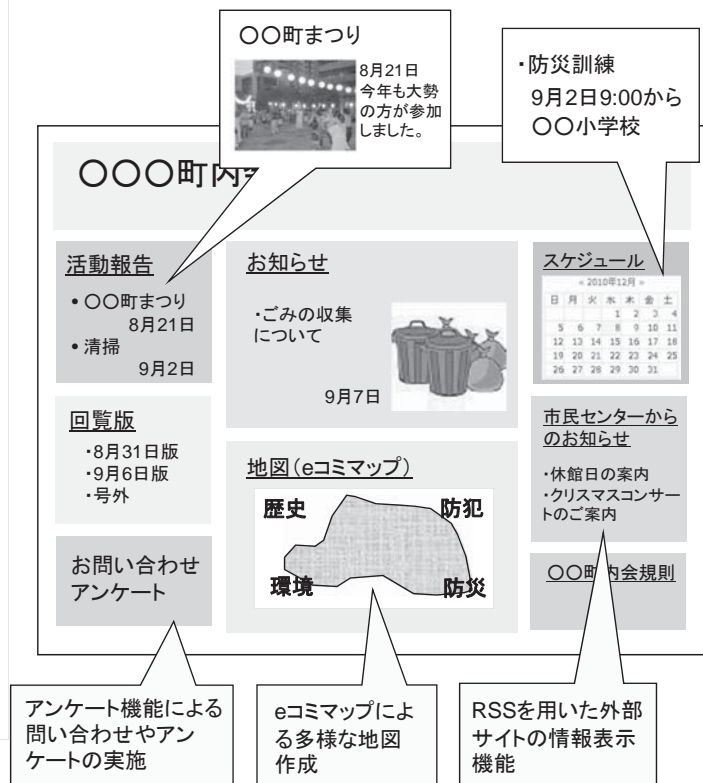 〇〇町まつり
8月21日
今年も大勢
の方が参加
しました。
・防災訓練
9月2日9:00から
〇〇小学校
〇〇〇町内
活動報告
•〇〇町まつり
8月21日
•清掃
9月2日
お知らせ
・ごみの収集
について
9月7日
スケジュール
« 2010年12月 »
日 月 火 水 木 金 土
1 2 3 4
5 6 7 8 9 10 11
12 13 14 15 16 17 18
19 20 21 22 23 24 25
26 27 28 29 30 31
回覧版
・8月31日版
・9月6日版
・号外
地図(eコミマップ)
歴史
防犯
環境
防災
市民センターから
のお知らせ
・休館日の案内
・クリスマスコンサー
トのご案内
お問い合わせ
アンケート
〇〇町内会規則
アンケート機能による
問い合わせやアン
ケートの実施
eコミマップによ
る多様な地図
作成
RSSを用いた外部
サイトの情報表示
機能